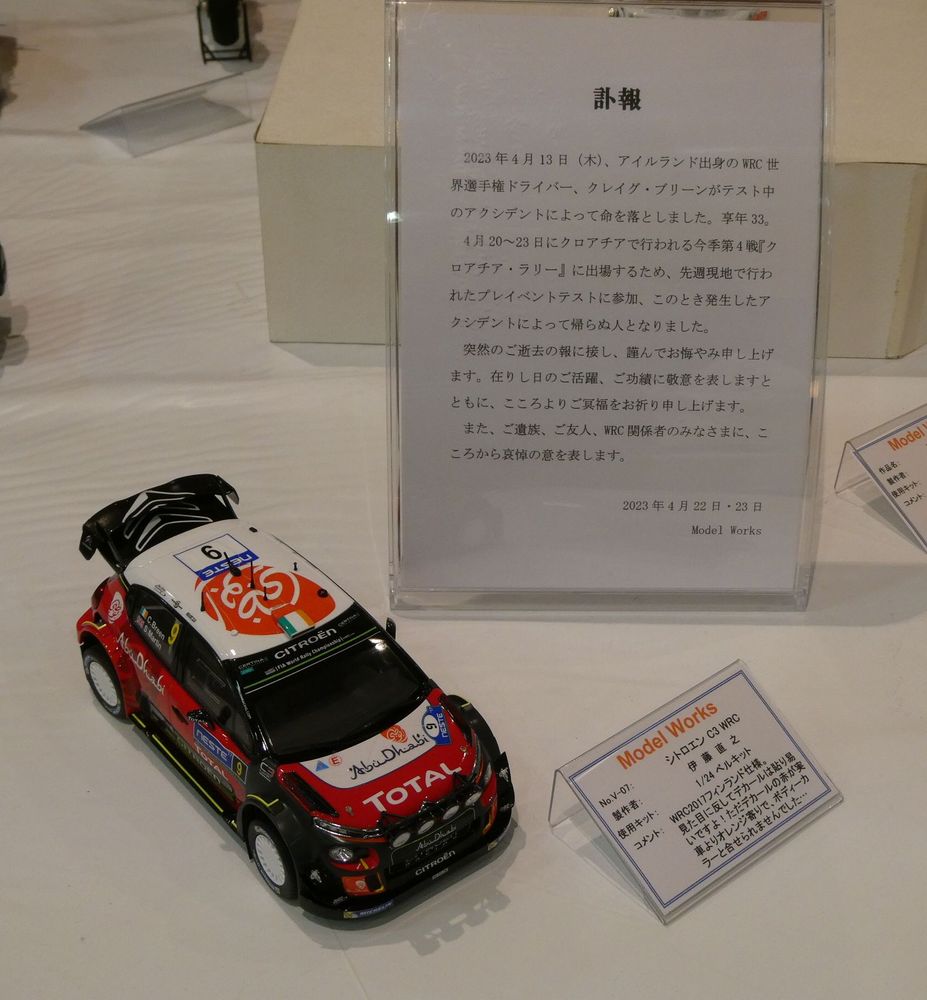 訃報
2023年4月13日（木）、アイルランド出身のWRC世
界選手権ドライバー、クレイグ・ブリーンがテスト中
のアクシデントによって命を落としました。享年33。
4月20～23日にクロアチアで行われる今季第4戦『ク
ロアチア・ラリー』に出場するため、先週現地で行わ
れたプレイベントテストに参加、このとき発生したア
クシデントによって帰らぬ人となりました。
突然のご逝去の報に接し、謹んでお悔やみ申し上げ
ます。在りし日のご活躍、ご功績に敬意を表しますと
ともに、こころよりご冥福をお祈り申し上げます。
また、ご遺族、ご友人、WRC関係者のみなさまに、こ
ころから哀悼の意を表します。
2023年4月22日・23日
Model Works
Model Works
作品名:
製作者:
使用キット:
コメント:
9
NESTE
CITROËN
CERTINA
FIA World Rally Championship
C.Breen
S.Martin
9
Abu Dhabi
NESTE
TOTAL
9
Abu Dhabi
9
NESTE
E
TOTAL
Abu Dhabi
CITROËN
MICHELIN
Model Works
No.V-07: シトロエン C3 WRC
製作者: 伊藤 直之
使用キット: 1/24 ベルキット
コメント: WRC2017フィンランド仕様。
見た目に反してデカールは貼り易
いですよ！ただデカールの赤が実
車よりオレンジ寄りで、ボディーカ
ラーと合せられませんでした…